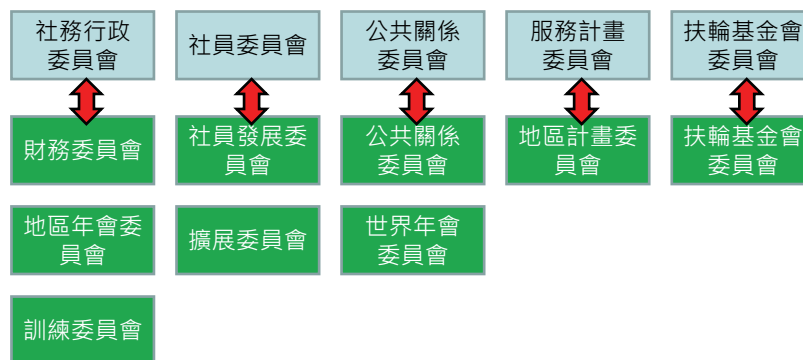 社務行政
委員會
社員委員會
公共關係
委員會
服務計畫
委員會
扶輪基金會
委員會
財務委員會
社員發展委
員會
公共關係
委員會
地區計畫委
員會
扶輪基金會
委員會
地區年會委
員會
擴展委員會
世界年會
委員會
訓練委員會